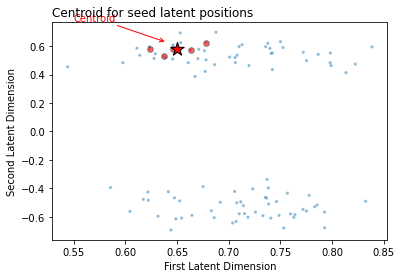 Centroid for seed latent positions
Centroid
0.6
0.4
0.2
0.0
−0.2
−0.4
−0.6
Second Latent Dimension
0.55 0.60 0.65 0.70 0.75 0.80 0.85
First Latent Dimension